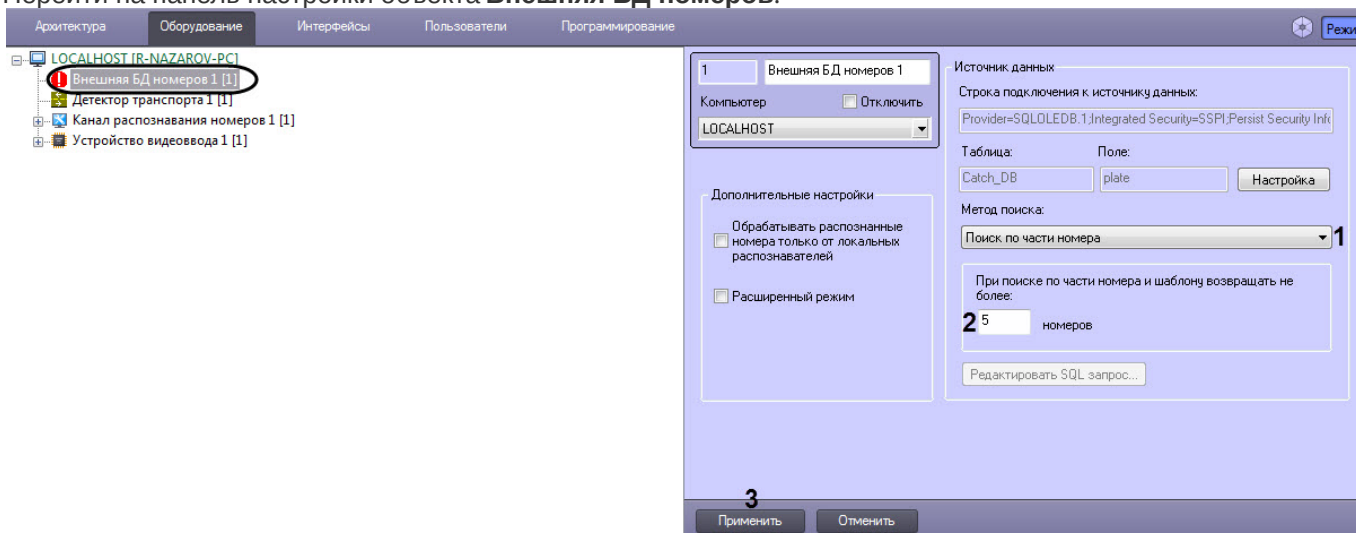 Перейти на панель настройки объекта Внешняя БД номеров.
Архитектура Оборудование Интерфейсы Пользователи Программирование Режи
LOCALHOST [R-NAZAROV-PC]
Внешняя БД номеров 1 [1]
Детектор транспорта 1 [1]
Канал распознавания номеров 1 [1]
Устройство видеоввода 1 [1]
1 Внешняя БД номеров 1
Компьютер Отключить
LOCALHOST
Дополнительные настройки
Обрабатывать распознанные
номера только от локальных
распознавателей
Расширенный режим
Источник данных
Строка подключения к источнику данных:
Provider=SQLOLEDB.1;Integrated Security=SSPI;Persist Security Info
Таблица: Поле:
Catch_DB plate Настройка
Метод поиска:
Поиск по части номера 1
При поиске по части номера и шаблону возвращать не
более:
2 5 номеров
Редактировать SQL запрос...
3
Применить Отменить